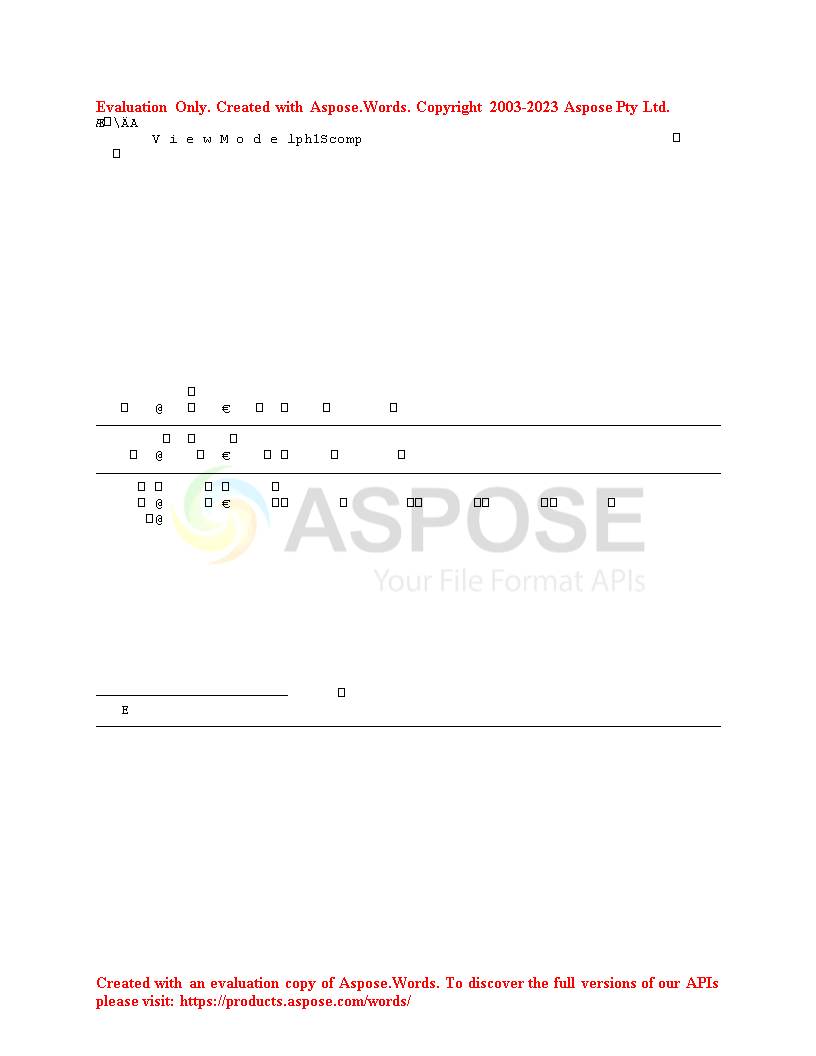 Evaluation Only. Created with Aspose.Words. Copyright 2003-2023 Aspose Pty Ltd.
Æ□\ÄA
V i e w M o d e lph1Scomp □
□
□
□ @ □ € □ □ □ □
□ □ □
□ @ □ € □ □ □ □
□ □ □ □ □
□ @ □ € □□ □ □□ □□ □□ □
□@
ASPOSE
Your File Format APIs
□
E
Created with an evaluation copy of Aspose.Words. To discover the full versions of our APIs
please visit: https://products.aspose.com/words/